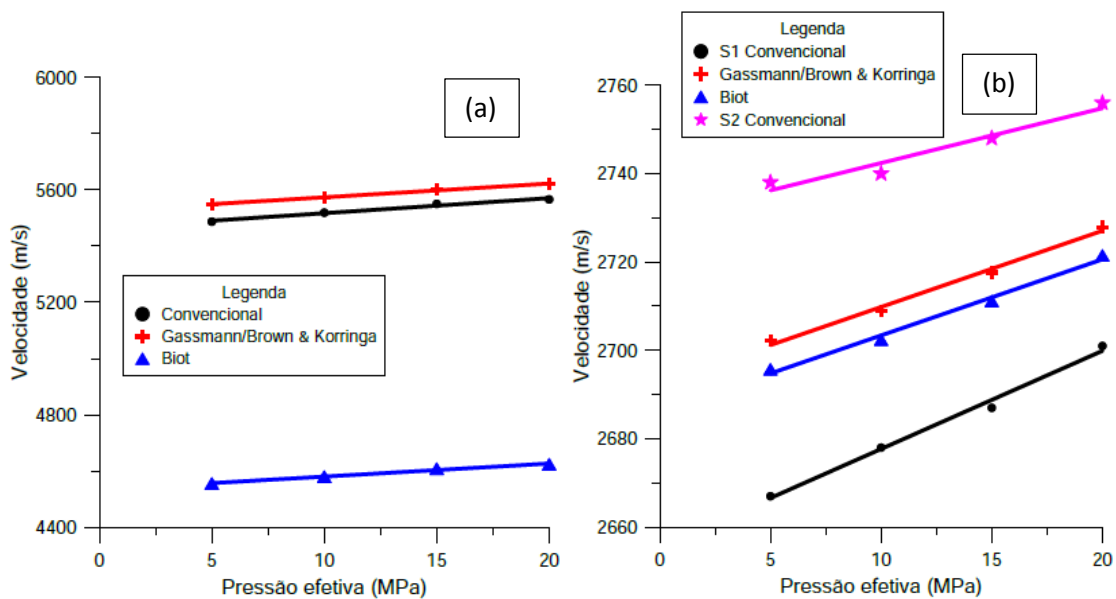 (a)
6000
5600
5200
4800
4400
Velocidade (m/s)
Legenda
Convencional
Gassmann/Brown & Korringa
Biot
0 5 10 15 20
Pressão efetiva (MPa)
Legenda
S1 Convencional
Gassmann/Brown & Korringa
Biot
S2 Convencional
(b)
2760
2740
2720
2700
2680
2660
Velocidade (m/s)
0 5 10 15 20
Pressão efetiva (MPa)